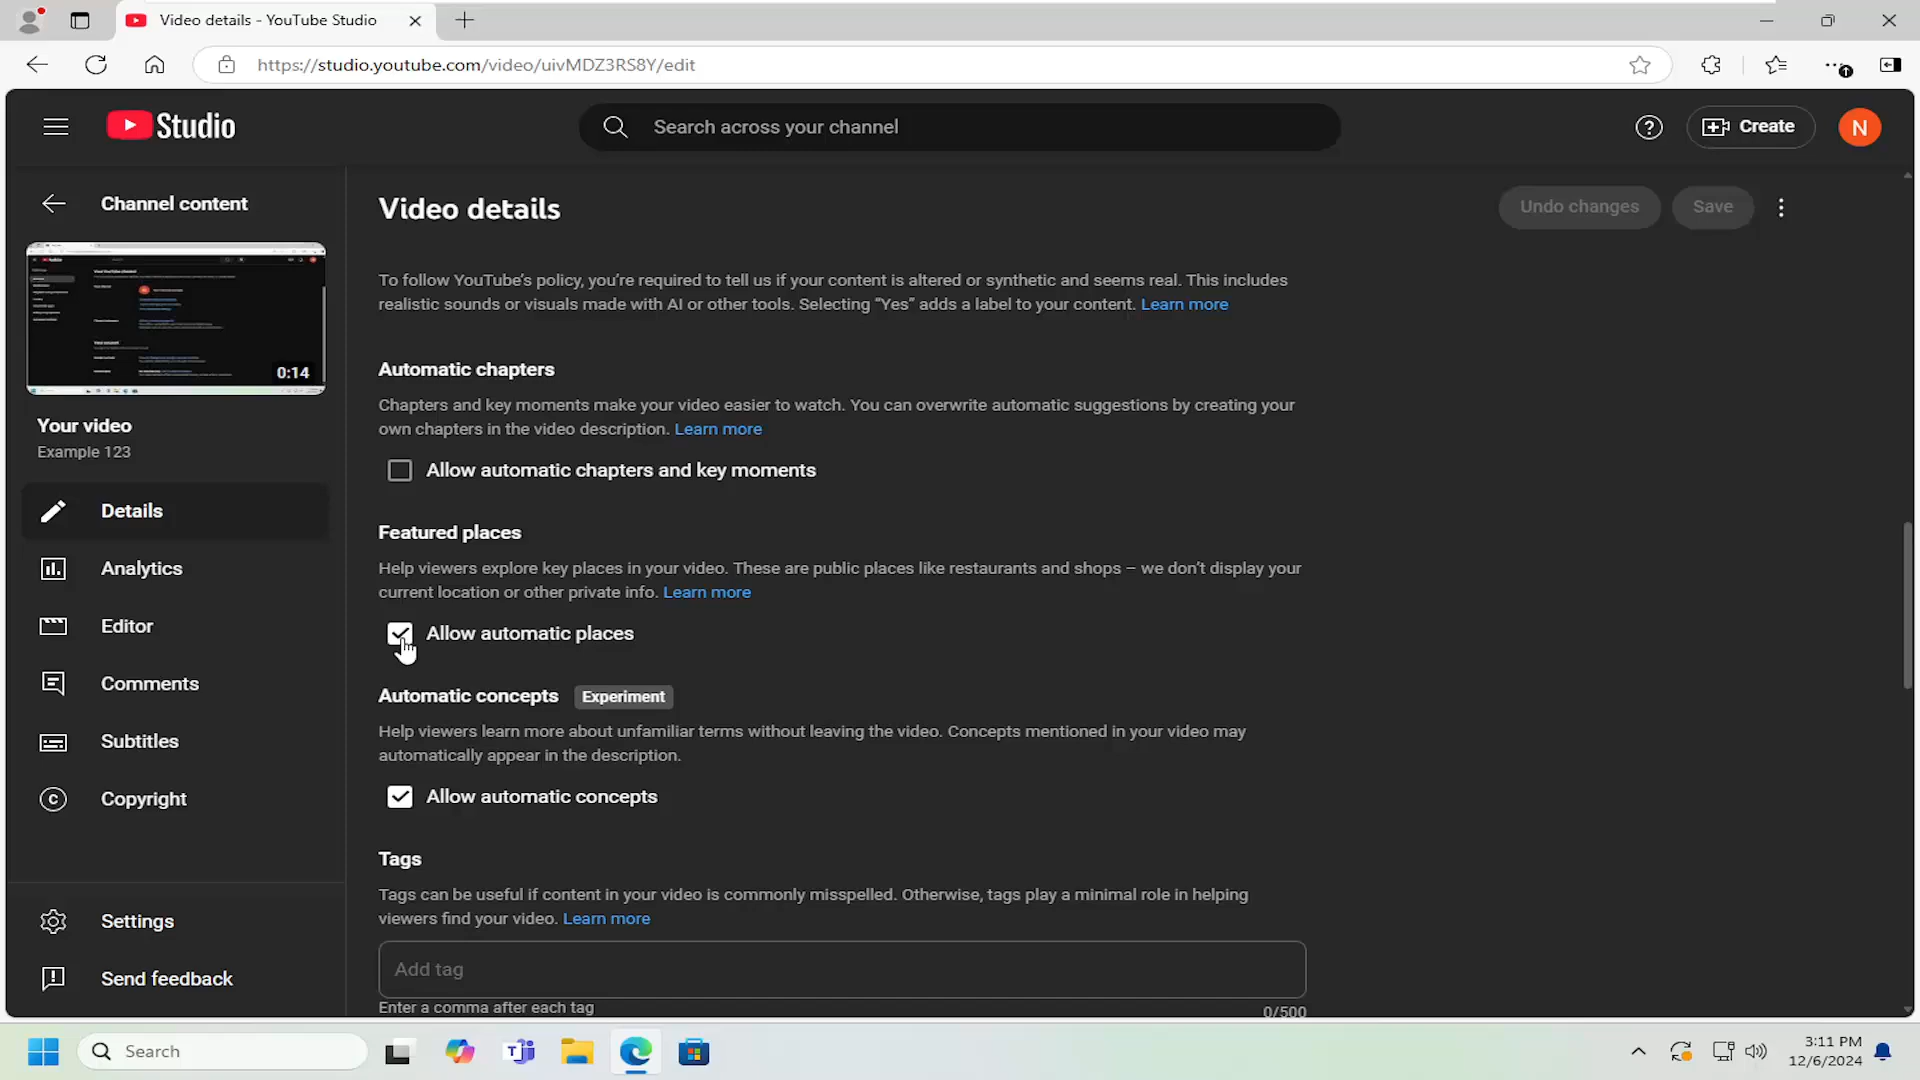 Video details - YouTube Studio
https://studio.youtube.com/video/uivMDZ3RS8Y/edit
Studio
Search across your channel
Create
N
Channel content
Video details
Undo changes
Save
0:14
Your video
Example 123
Details
Analytics
Editor
Comments
Subtitles
Copyright
Settings
Send feedback
To follow YouTube's policy, you're required to tell us if your content is altered or synthetic and seems real. This includes
realistic sounds or visuals made with AI or other tools. Selecting “Yes” adds a label to your content. Learn more
Automatic chapters
Chapters and key moments make your video easier to watch. You can overwrite automatic suggestions by creating your
own chapters in the video description. Learn more
Allow automatic chapters and key moments
Featured places
Help viewers explore key places in your video. These are public places like restaurants and shops – we don't display your
current location or other private info. Learn more
Allow automatic places
Automatic concepts Experiment
Help viewers learn more about unfamiliar terms without leaving the video. Concepts mentioned in your video may
automatically appear in the description.
Allow automatic concepts
Tags
Tags can be useful if content in your video is commonly misspelled. Otherwise, tags play a minimal role in helping
viewers find your video. Learn more
Add tag
Enter a comma after each tag
0/500
Search
3:11 PM
12/6/2024